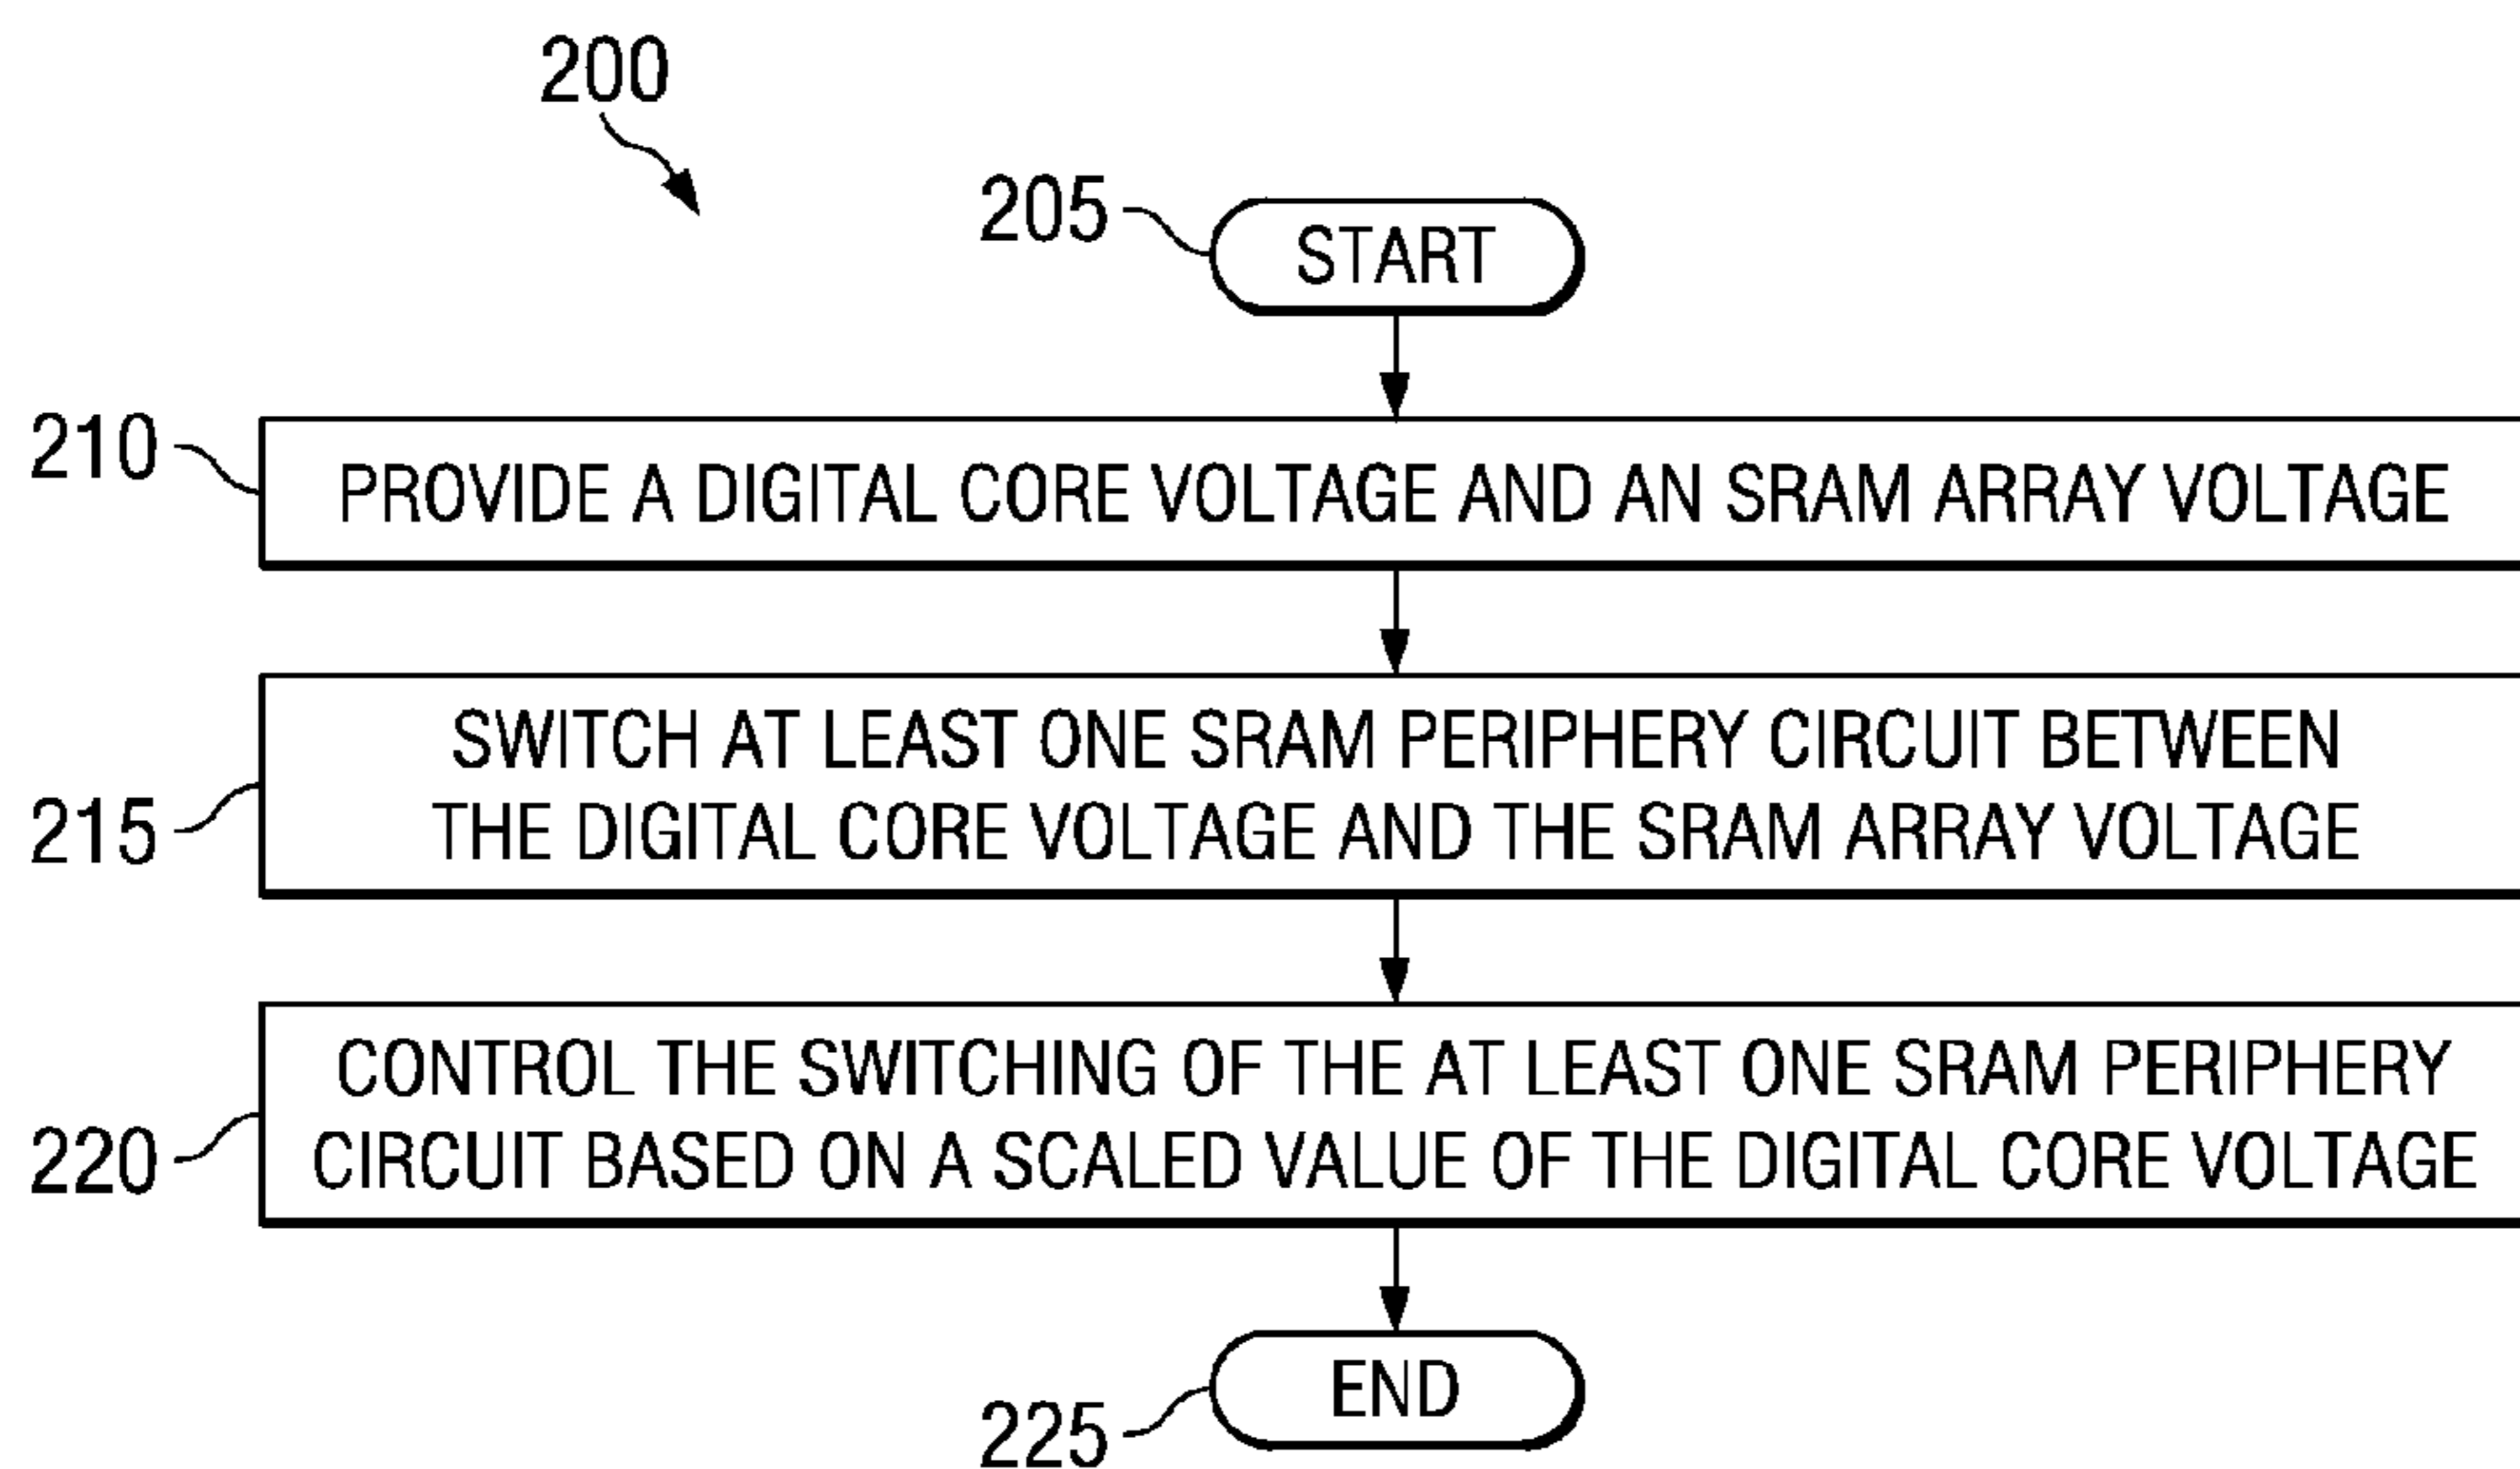 200
205
START
210
PROVIDE A DIGITAL CORE VOLTAGE AND AN SRAM ARRAY VOLTAGE
215
SWITCH AT LEAST ONE SRAM PERIPHERY CIRCUIT BETWEEN
THE DIGITAL CORE VOLTAGE AND THE SRAM ARRAY VOLTAGE
220
CONTROL THE SWITCHING OF THE AT LEAST ONE SRAM PERIPHERY
CIRCUIT BASED ON A SCALED VALUE OF THE DIGITAL CORE VOLTAGE
225
END